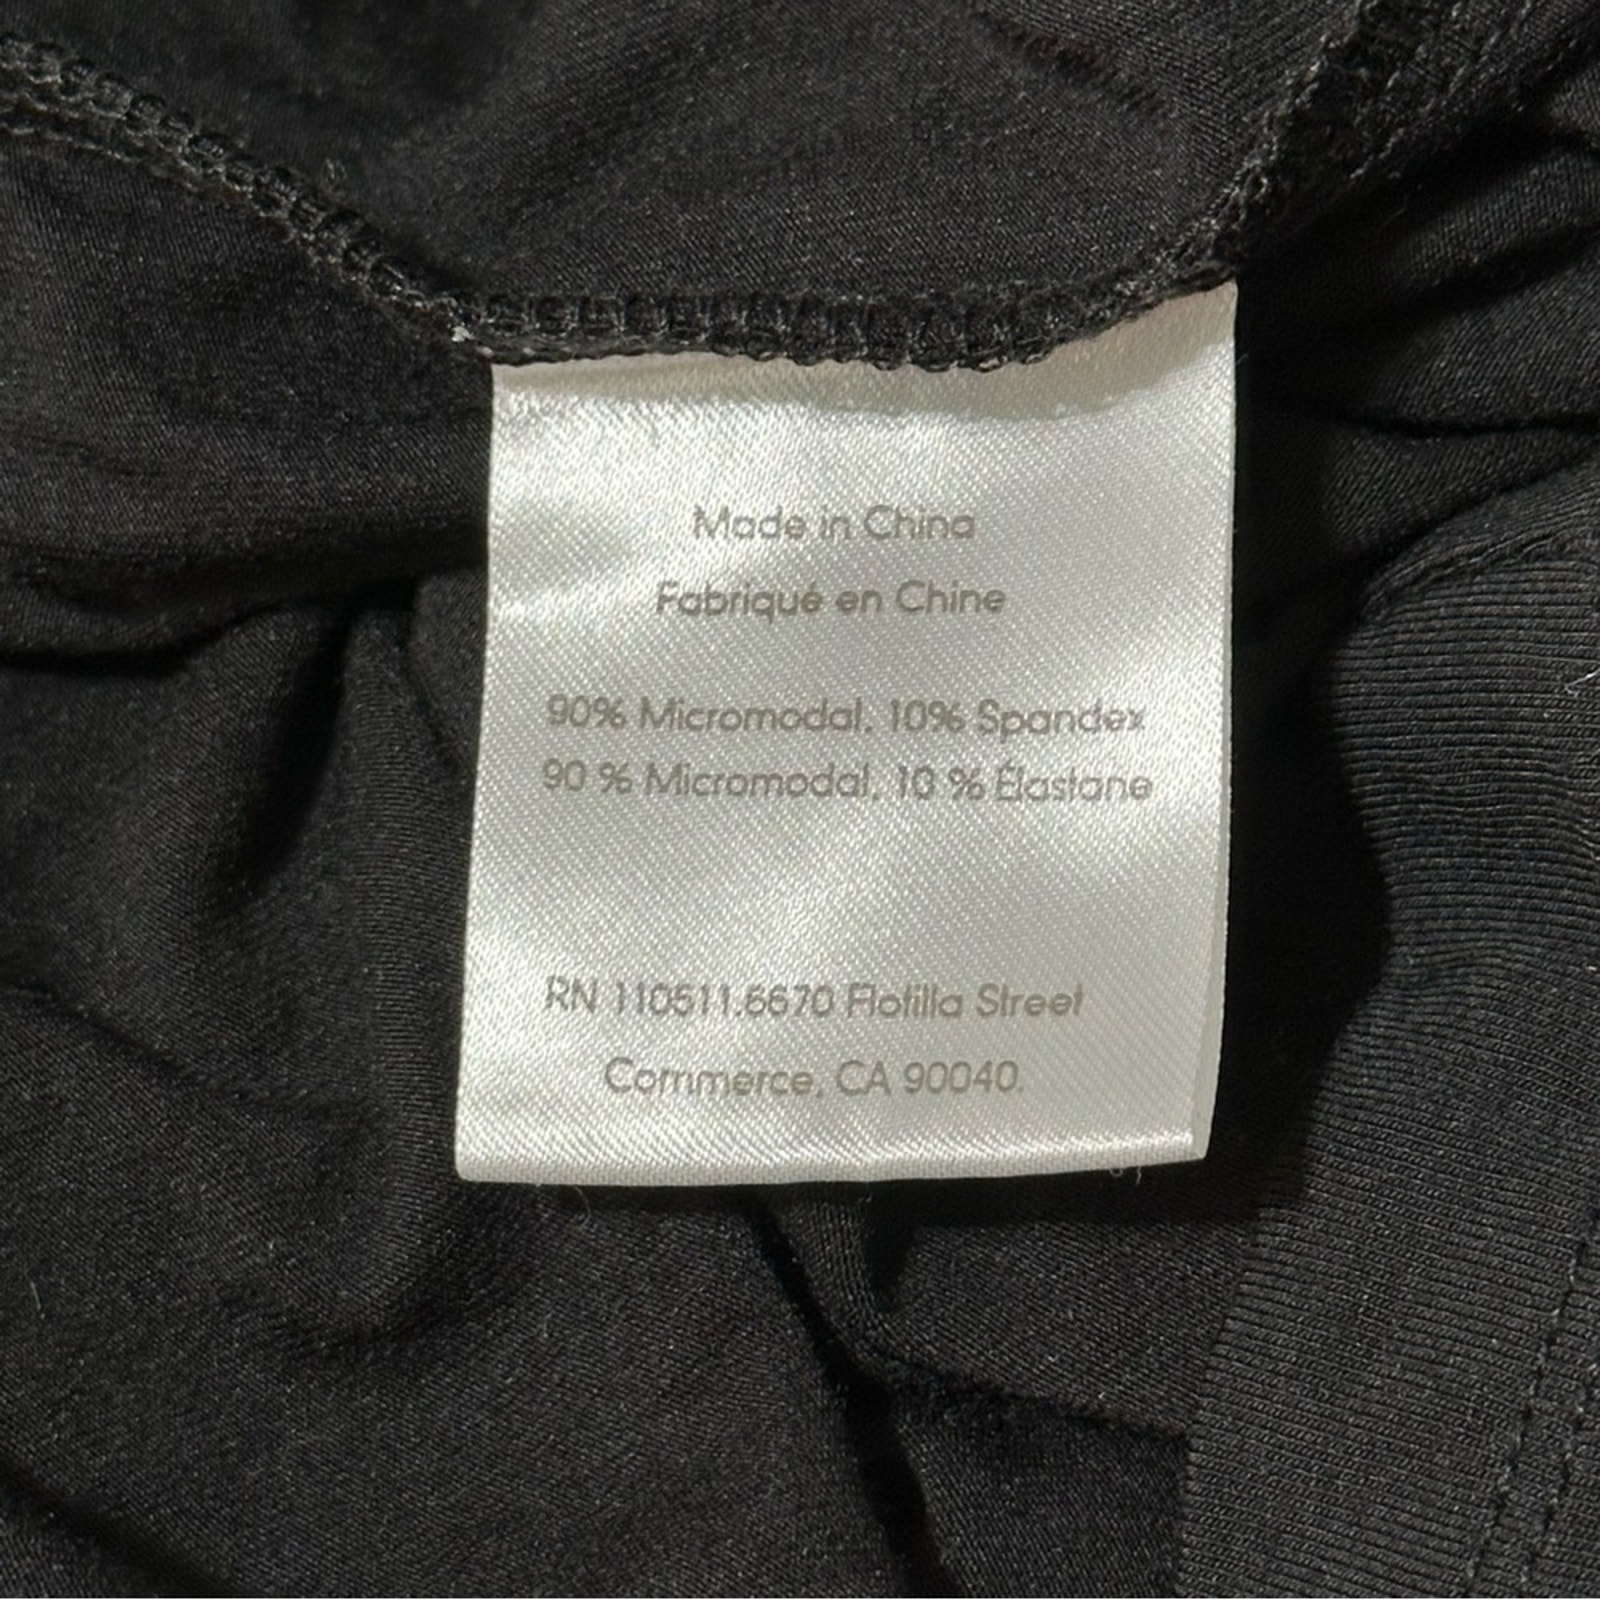 Made in China
Fabriqué en Chine
90% Micromodal, 10% Spandex
90 % Micromodal, 10 % Élastane
RN 110511.6670 Flotilla Street
Commerce, CA 90040.